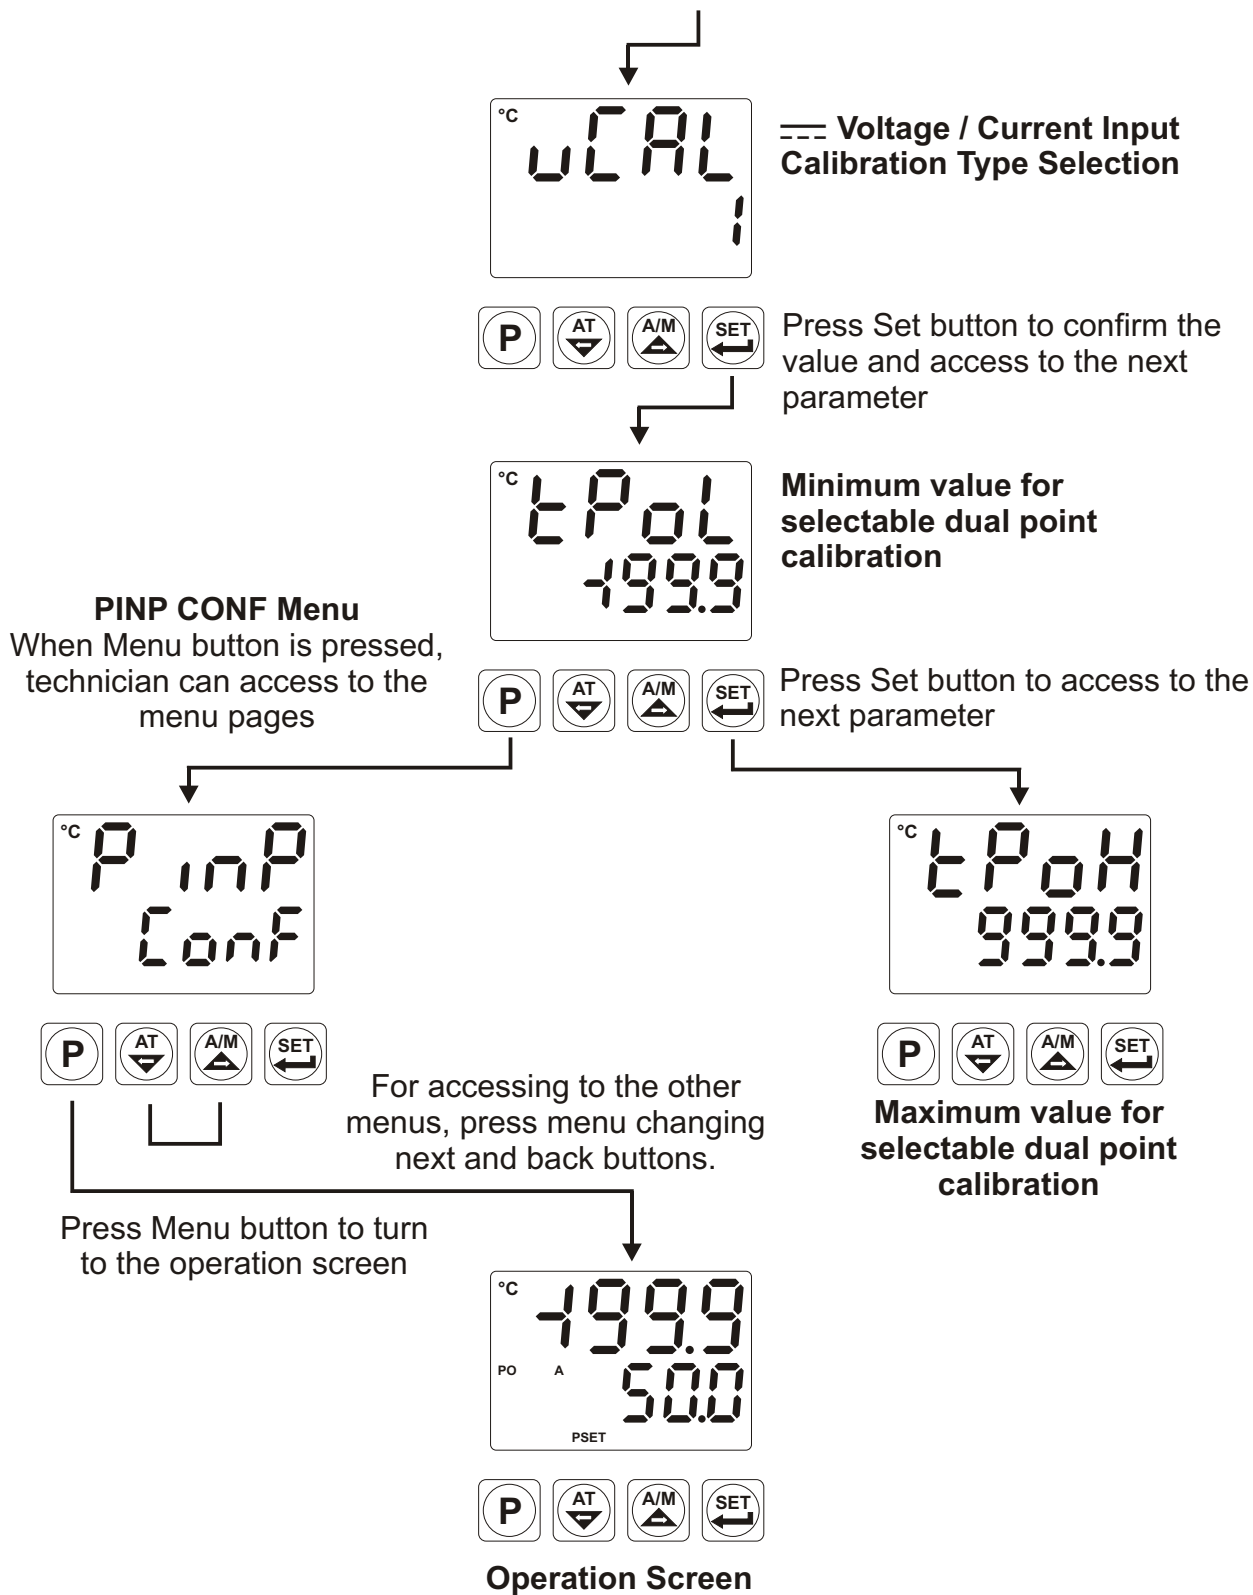 °C
uCAL
1
Voltage / Current Input
Calibration Type Selection
P AT A/M SET
Press Set button to confirm the
value and access to the next
parameter
°C
tPoL
-199.9
Minimum value for
selectable dual point
calibration
P AT A/M SET
Press Set button to access to the
next parameter
PINP CONF Menu
When Menu button is pressed,
technician can access to the
menu pages
°C
PinP
ConF
P AT A/M SET
°C
tPoH
999.9
P AT A/M SET
Maximum value for
selectable dual point
calibration
For accessing to the other
menus, press menu changing
next and back buttons.
Press Menu button to turn
to the operation screen
°C
-199.9
PO A
50.0
PSET
P AT A/M SET
Operation Screen